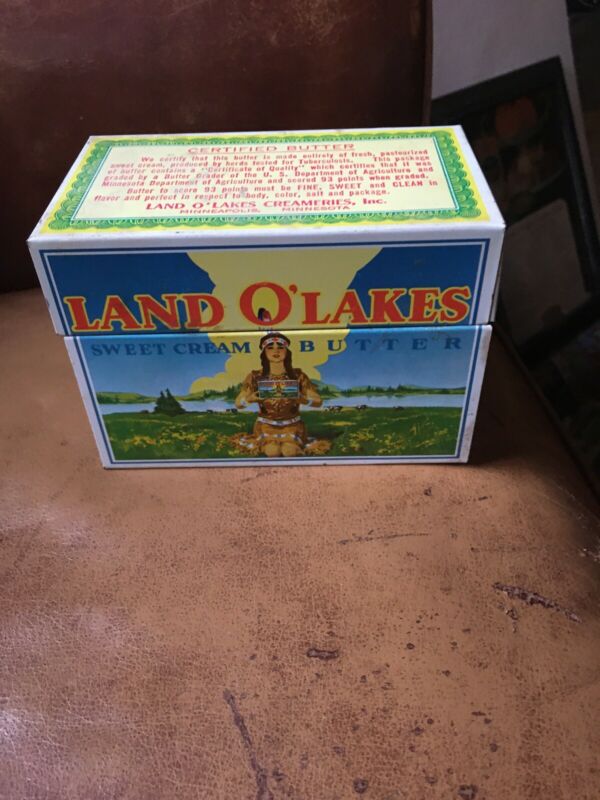 CERTIFIED BUTTER
We certify that this butter is made entirely of fresh, pasteurized
sweet cream, produced by herds tested for Tuberculosis. This package
of butter contains a "Certificate of Quality" which certifies that it was
graded by a Butter Grader of the U. S. Department of Agriculture and
Minnesota Department of Agriculture and scored 93 points when graded.
Butter to score 93 points must be FINE, SWEET and CLEAN in
flavor and perfect in respect to body, color, salt and package.
LAND O'LAKES CREAMERIES, Inc.
MINNEAPOLIS, MINNESOTA
LAND O'LAKES
SWEET CREAM BUTTER